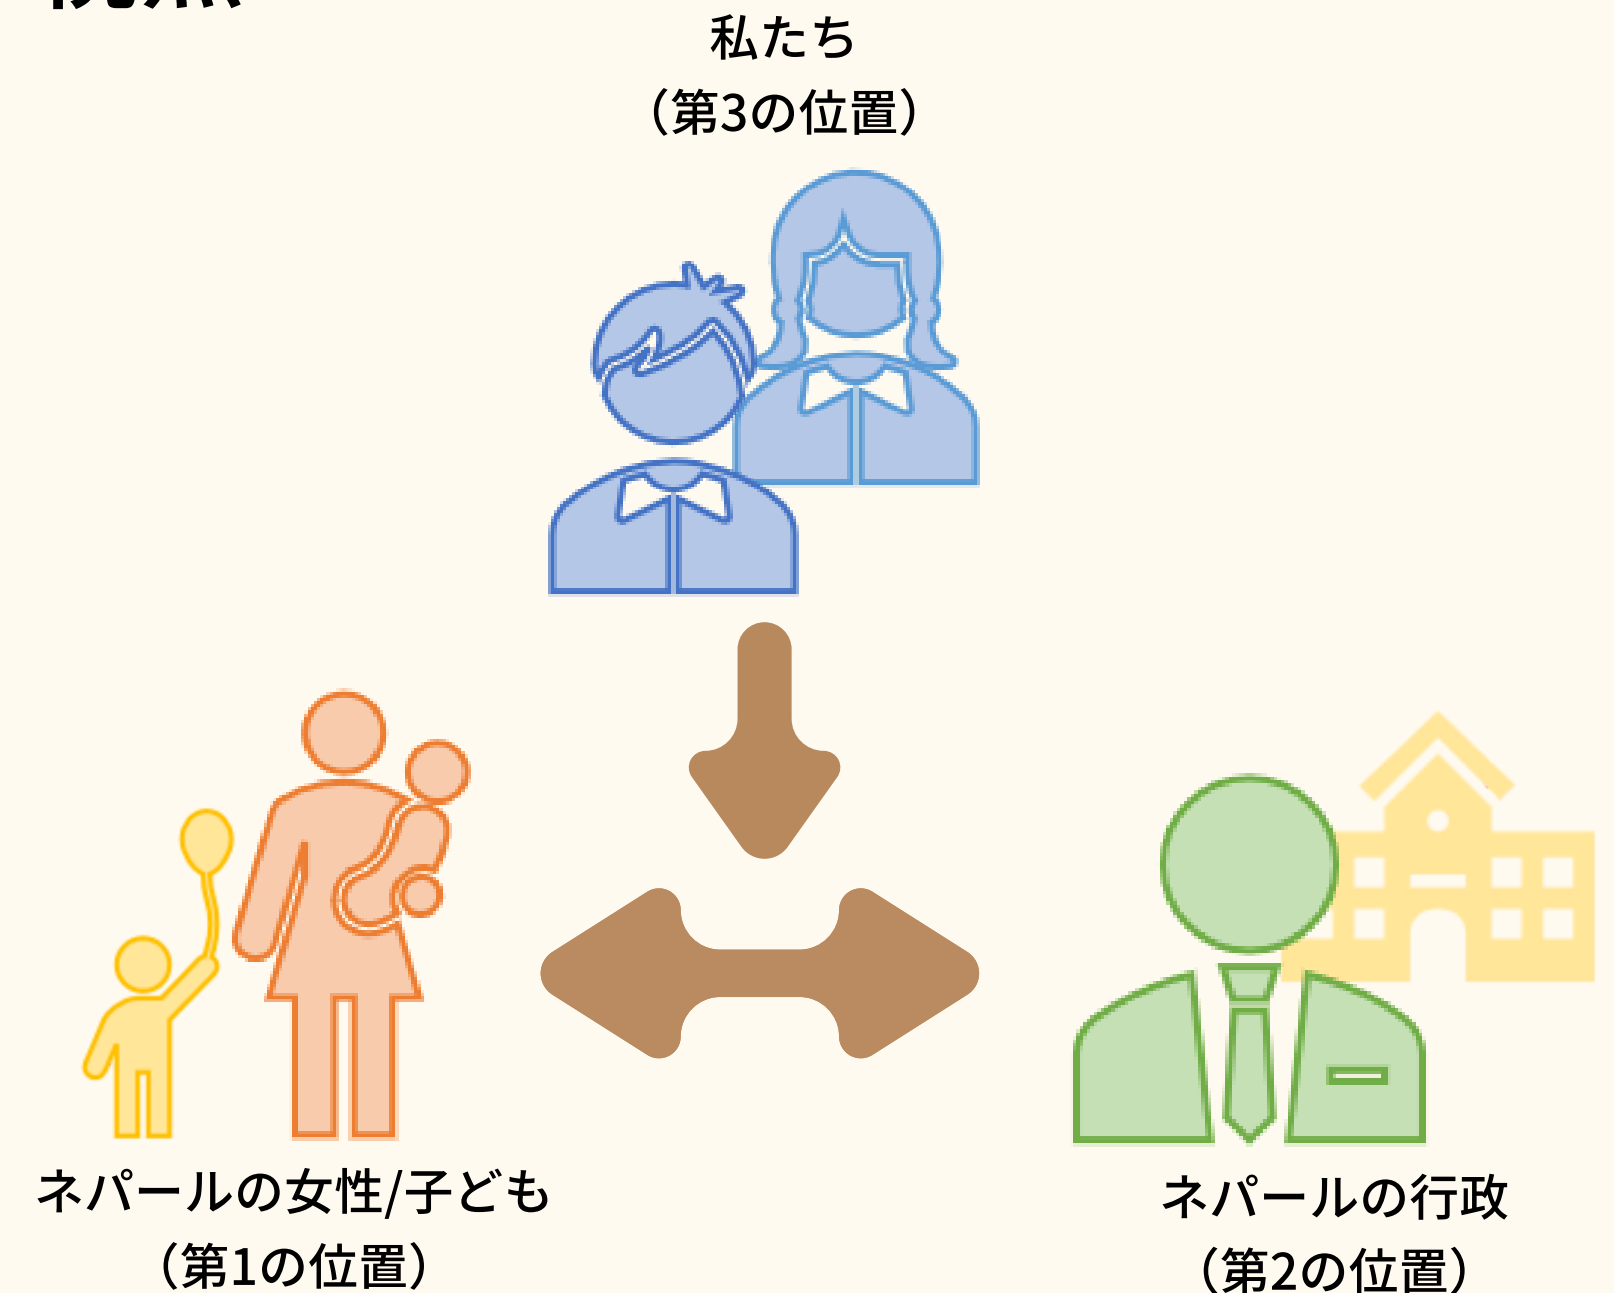 私たち
（第3の位置）
ネパールの女性/子ども
（第1の位置）
ネパールの行政
（第2の位置）